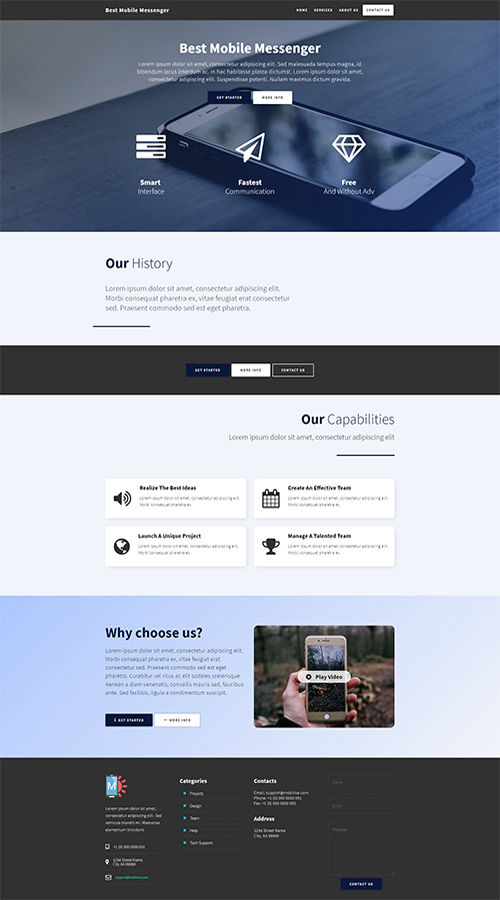 Best Mobile Messenger
HOME SERVICES ABOUT US CONTACT US
Best Mobile Messenger
Lorem ipsum dolor sit amet, consectetur adipiscing elit. Sed malesuada tempus magna, id
bibendum lectus interdum ac. In hac habitasse platea dictumst. Lorem ipsum dolor sit amet,
consectetur adipiscing elit. Suspendisse potenti. Nullam maximus dictum gravida.
GET STARTED MORE INFO
Smart
Interface
Fastest
Communication
Free
And Without Adv
Our History
Lorem ipsum dolor sit amet, consectetur adipiscing elit.
Morbi consequat pharetra ex, vitae feugiat consectetur
sed. Praesent commodo sed est feugiat pharetra.
GET STARTED MORE INFO CONTACT US
Our Capabilities
Lorem ipsum dolor sit amet, consectetur adipiscing elit
Realize The Best Ideas
Lorem ipsum dolor sit amet, consectetur adipiscing elit.
Morbi consequat pharetra ex.
Create An Effective Team
Lorem ipsum dolor sit amet, consectetur adipiscing elit.
Morbi consequat pharetra ex.
Launch A Unique Project
Lorem ipsum dolor sit amet, consectetur adipiscing elit.
Morbi consequat pharetra ex.
Manage A Talented Team
Lorem ipsum dolor sit amet, consectetur adipiscing elit.
Morbi consequat pharetra ex.
Why choose us?
Lorem ipsum dolor sit amet, consectetur adipiscing elit.
Morbi consequat pharetra ex, vitae consectetur elit
consectetur sed. Praesent commodo sed est feugiat
pharetra. Curabitur vel risus ac elit sodales scelerisque.
Aenean a diam venenatis, convallis mauris sed, faucibus
ante. Sed facilisis, ligula a condimentum suscipit.
GET STARTED MORE INFO
Play Video
M
Lorem ipsum dolor sit amet,
consectetur adipiscing elit. Sed
vehicula mauris blandit turpis
fermentum.
+1 (0) 000 0000 001
1234 Street Name
City, AA 99999
Categories
Projects
Design
Team
Help
Tech Support
Contacts
Email: support@mobirise.com
Phone: +1 (0) 000 0000 001
Fax: +1 (0) 000 0000 002
Address
1234 Street Name
City, AA 99999
Name
Email
Message
CONTACT US